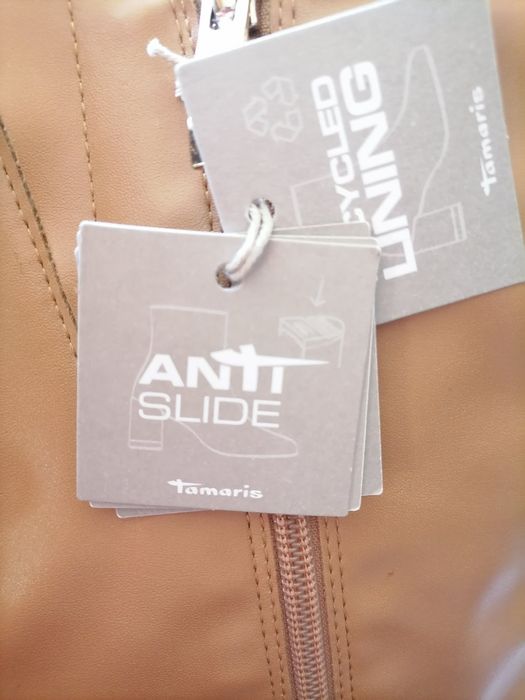 CYCLED
LINING
Tamaris
ANTI
SLIDE
Tamaris